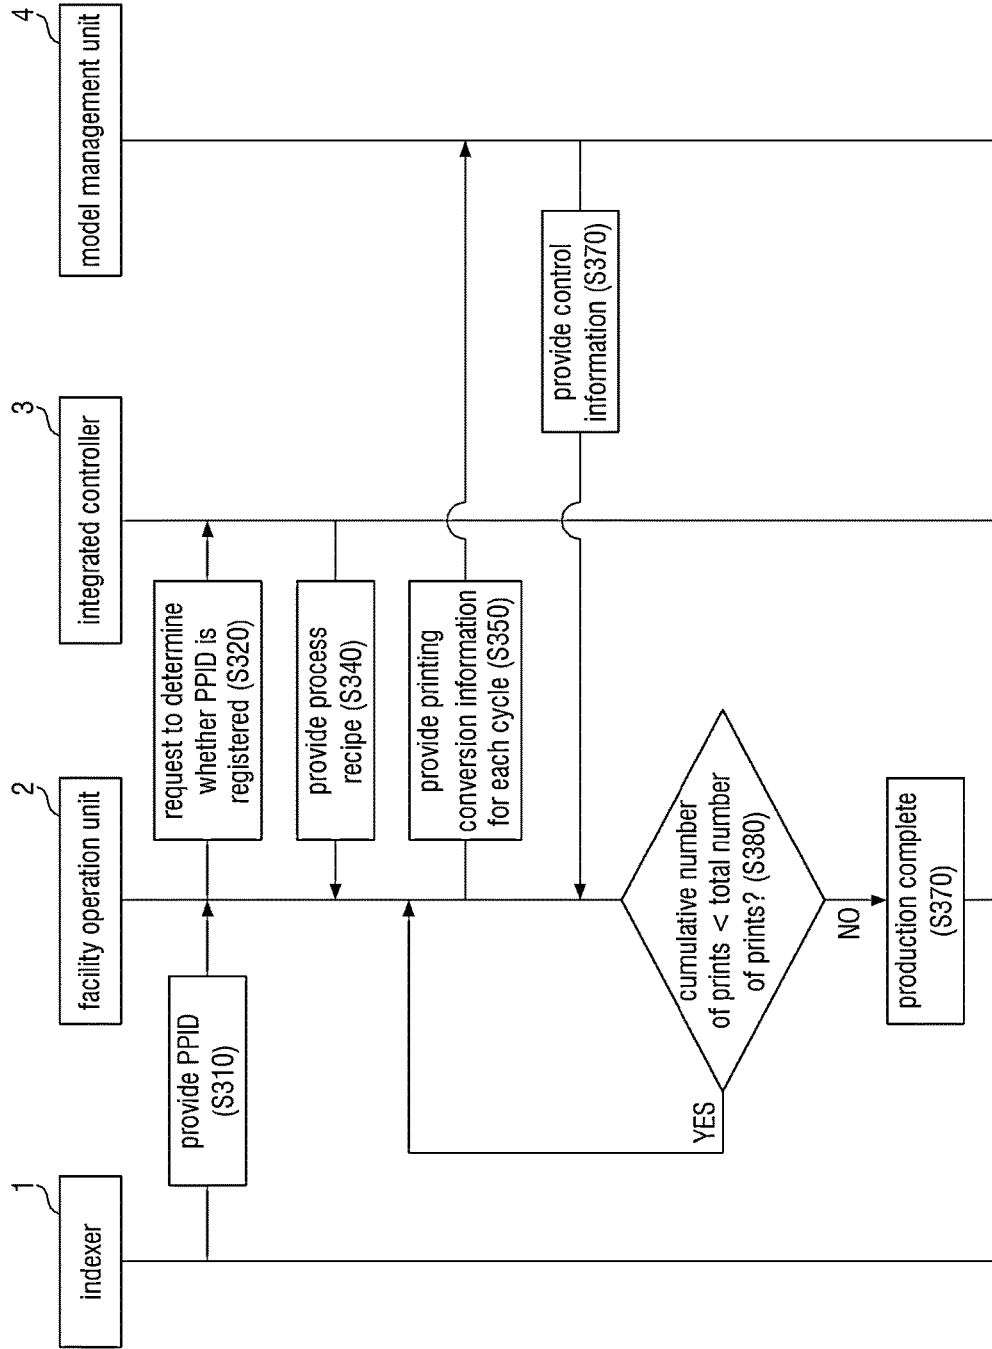 1
indexer
2
facility operation unit
3
integrated controller
4
model management unit
provide PPID
(S310)
request to determine
whether PPID is
registered (S320)
provide process
recipe (S340)
provide printing
conversion information
for each cycle (S350)
provide control
information (S370)
cumulative number
of prints < total number
of prints? (S380)
YES
NO
production complete
(S370)